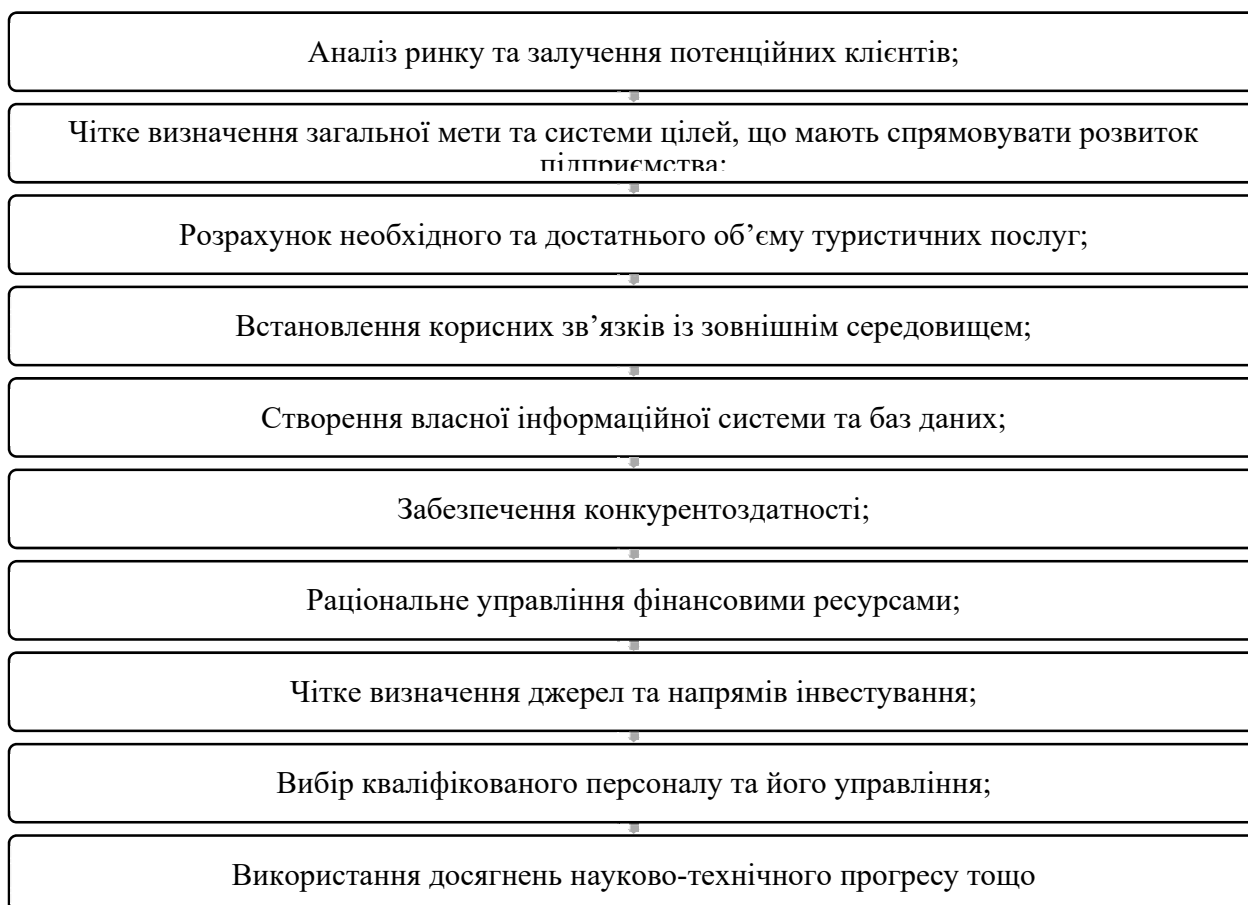 Аналіз ринку та залучення потенційних клієнтів;
Чітке визначення загальної мети та системи цілей, що мають спрямовувати розвиток
підприємства;
Розрахунок необхідного та достатнього об’єму туристичних послуг;
Встановлення корисних зв’язків із зовнішнім середовищем;
Створення власної інформаційної системи та баз даних;
Забезпечення конкурентоздатності;
Раціональне управління фінансовими ресурсами;
Чітке визначення джерел та напрямів інвестування;
Вибір кваліфікованого персоналу та його управління;
Використання досягнень науково-технічного прогресу тощо